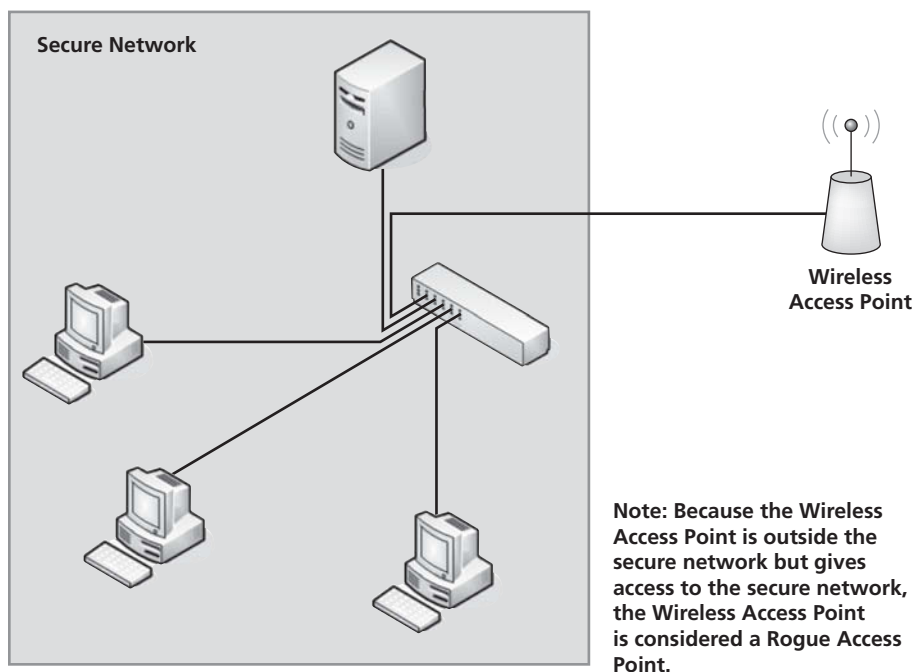 Secure Network
Wireless
Access Point
Note: Because the Wireless
Access Point is outside the
secure network but gives
access to the secure network,
the Wireless Access Point
is considered a Rogue Access
Point.